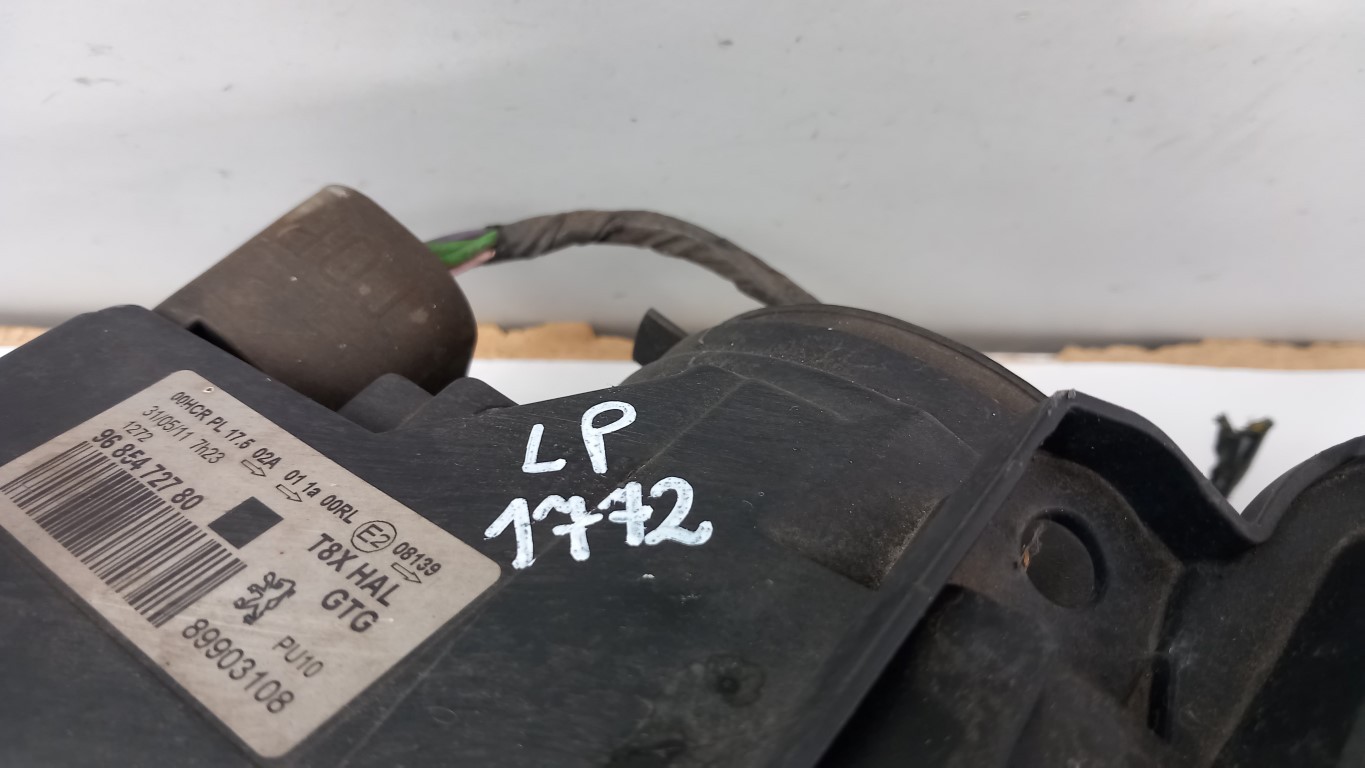 00HCR PL 17.5 02A 01 1a 00RL E2 08139
31/05/11 7h23
1272
96 854 727 80
T8X HAL
GTG
PU10
89903108
LP
1772